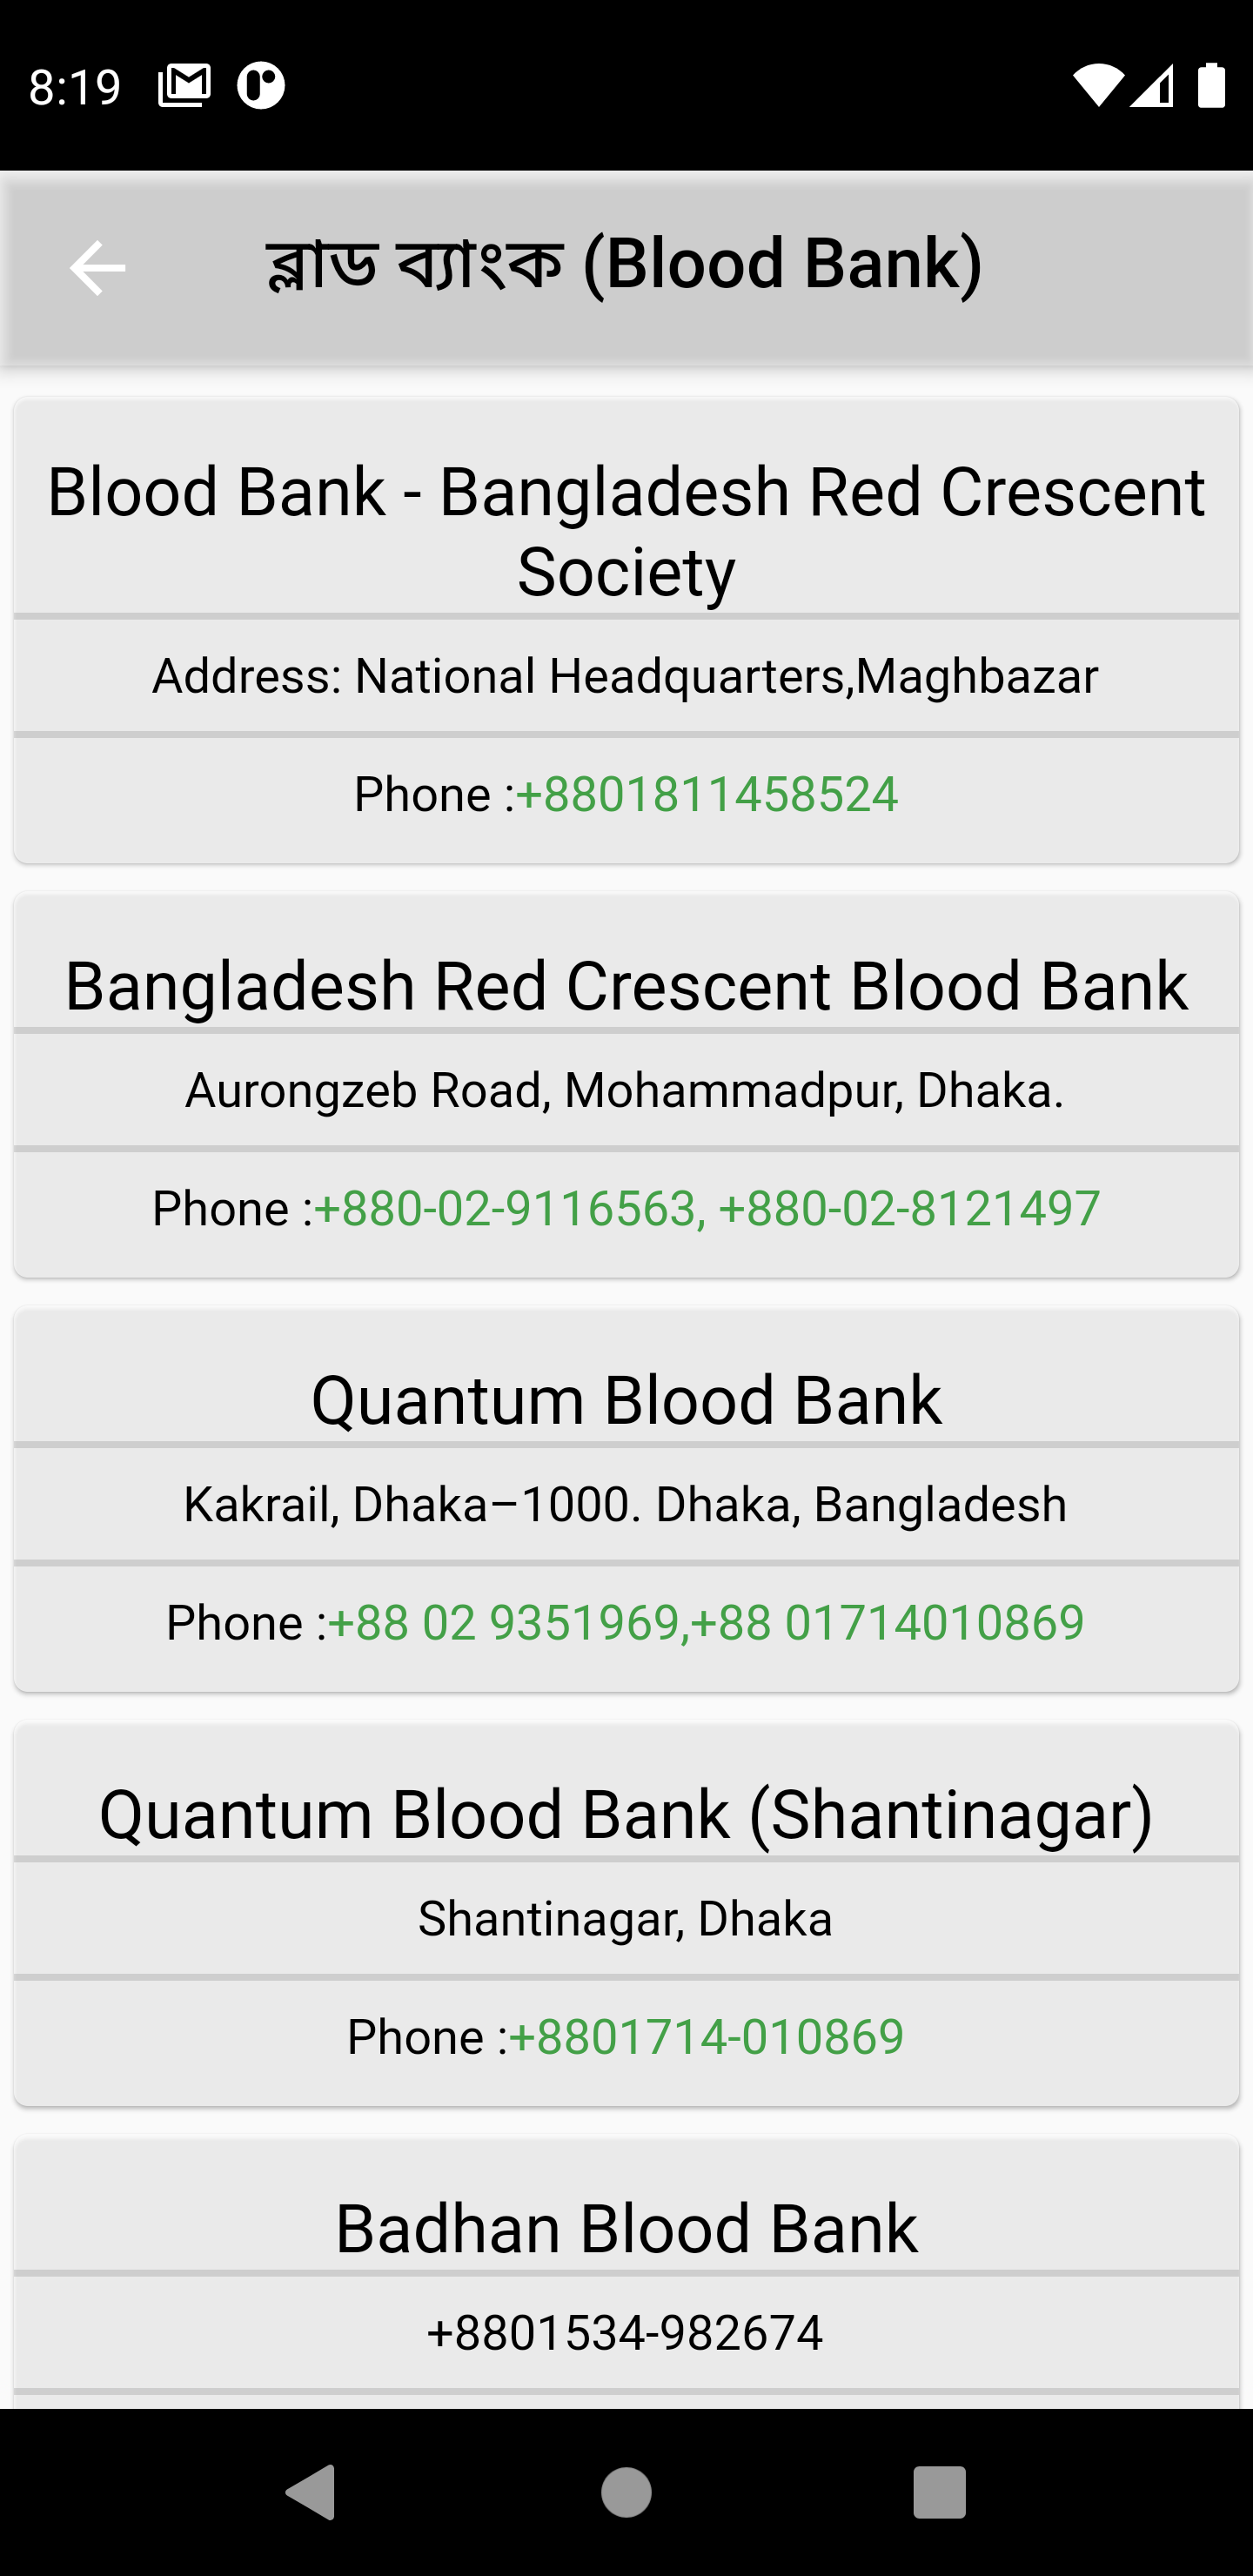 8:19
ব্লাড ব্যাংক (Blood Bank)
Blood Bank - Bangladesh Red Crescent
Society
Address: National Headquarters,Maghbazar
Phone :+8801811458524
Bangladesh Red Crescent Blood Bank
Aurongzeb Road, Mohammadpur, Dhaka.
Phone :+880-02-9116563, +880-02-8121497
Quantum Blood Bank
Kakrail, Dhaka–1000. Dhaka, Bangladesh
Phone :+88 02 9351969,+88 01714010869
Quantum Blood Bank (Shantinagar)
Shantinagar, Dhaka
Phone :+8801714-010869
Badhan Blood Bank
+8801534-982674